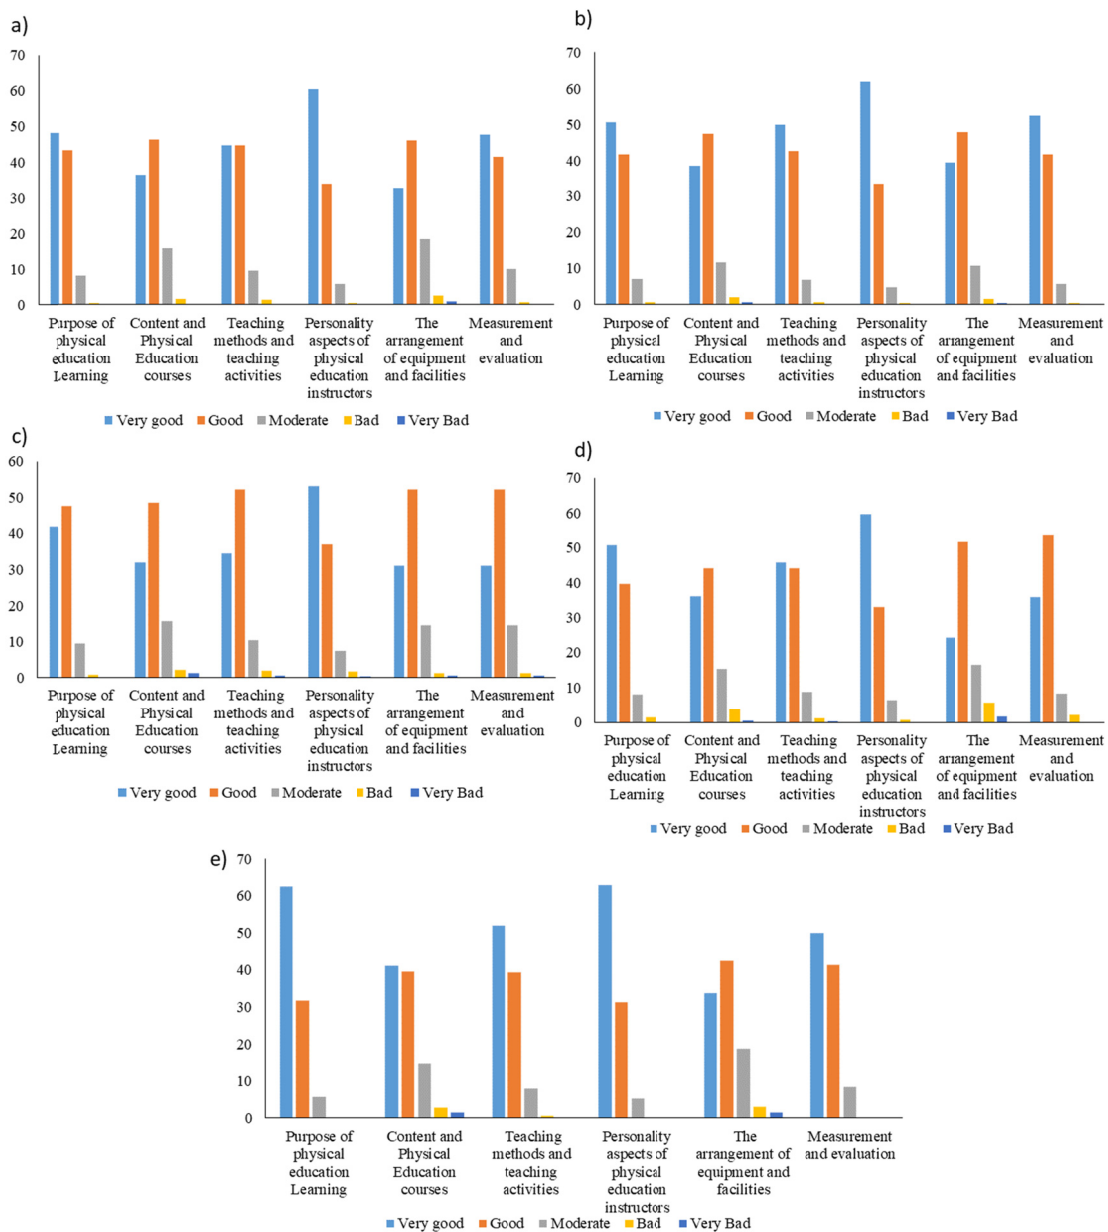 a)
70
60
50
40
30
20
10
0
Purpose of physical education Learning
Content and Physical Education courses
Teaching methods and teaching activities
Personality aspects of physical education instructors
The arrangement of equipment and facilities
Measurement and evaluation
Very good Good Moderate Bad Very Bad
b)
70
60
50
40
30
20
10
0
Purpose of physical education Learning
Content and Physical Education courses
Teaching methods and teaching activities
Personality aspects of physical education instructors
The arrangement of equipment and facilities
Measurement and evaluation
Very good Good Moderate Bad Very Bad
c)
60
50
40
30
20
10
0
Purpose of physical education Learning
Content and Physical Education courses
Teaching methods and teaching activities
Personality aspects of physical education instructors
The arrangement of equipment and facilities
Measurement and evaluation
Very good Good Moderate Bad Very Bad
d)
70
60
50
40
30
20
10
0
Purpose of physical education Learning
Content and Physical Education courses
Teaching methods and teaching activities
Personality aspects of physical education instructors
The arrangement of equipment and facilities
Measurement and evaluation
Very good Good Moderate Bad Very Bad
e)
70
60
50
40
30
20
10
0
Purpose of physical education Learning
Content and Physical Education courses
Teaching methods and teaching activities
Personality aspects of physical education instructors
The arrangement of equipment and facilities
Measurement and evaluation
Very good Good Moderate Bad Very Bad